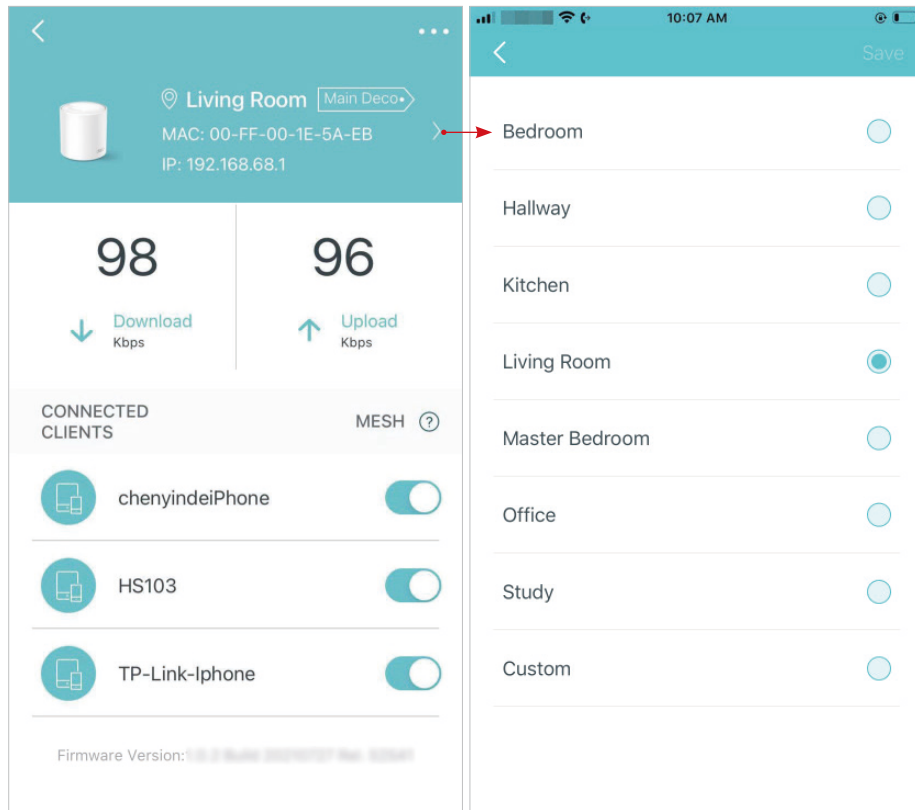 Living Room Main Deco
MAC: 00-FF-00-1E-5A-EB
IP: 192.168.68.1
98
Download
Kbps
96
Upload
Kbps
CONNECTED
CLIENTS
MESH ?
chenyindeiPhone
HS103
TP-Link-Iphone
Firmware Version:
10:07 AM
Save
Bedroom
Hallway
Kitchen
Living Room
Master Bedroom
Office
Study
Custom